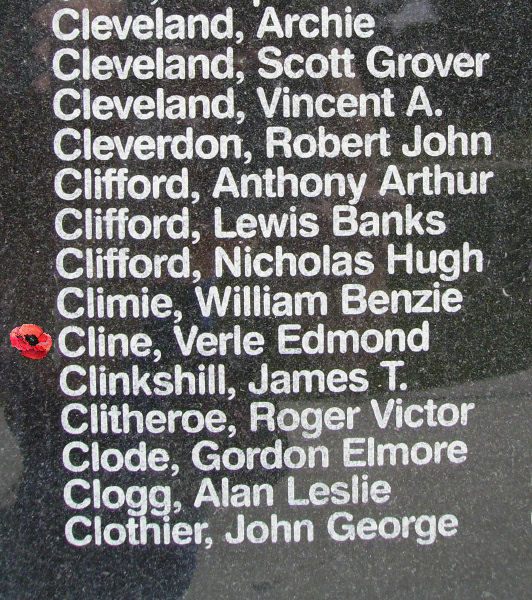 Cleveland, Archie
Cleveland, Scott Grover
Cleveland, Vincent A.
Cleverdon, Robert John
Clifford, Anthony Arthur
Clifford, Lewis Banks
Clifford, Nicholas Hugh
Climie, William Benzie
Cline, Verle Edmond
Clinkshill, James T.
Clitheroe, Roger Victor
Clode, Gordon Elmore
Clogg, Alan Leslie
Clothier, John George